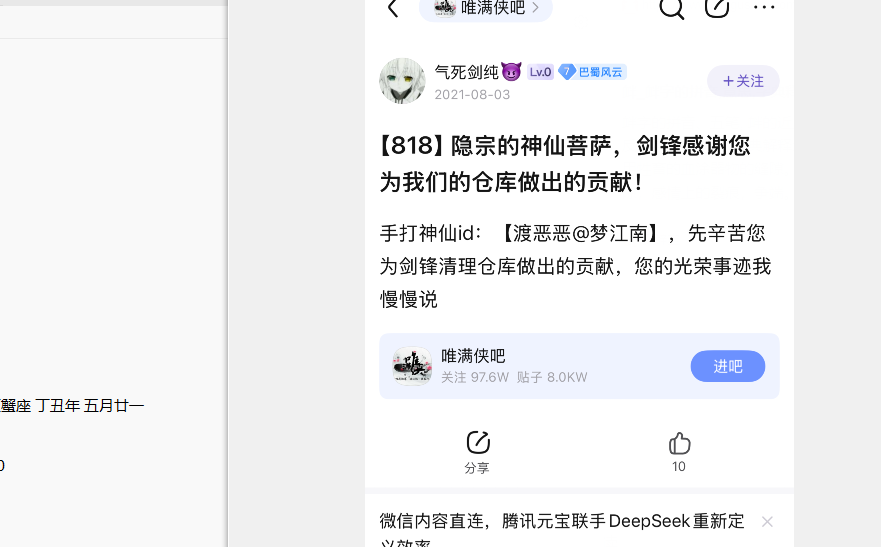 唯满侠吧
气死剑纯😈 Lv.0 7 巴蜀风云
2021-08-03
+关注
【818】隐宗的神仙菩萨，剑锋感谢您
为我们的仓库做出的贡献！
手打神仙id：【渡恶恶@梦江南】，先辛苦您
为剑锋清理仓库做出的贡献，您的光荣事迹我
慢慢说
唯满侠吧
关注 97.6W 贴子 8.0KW
进吧
蟹座 丁丑年 五月廿一
0
分享
10
微信内容直连，腾讯元宝联手DeepSeek重新定
义效率